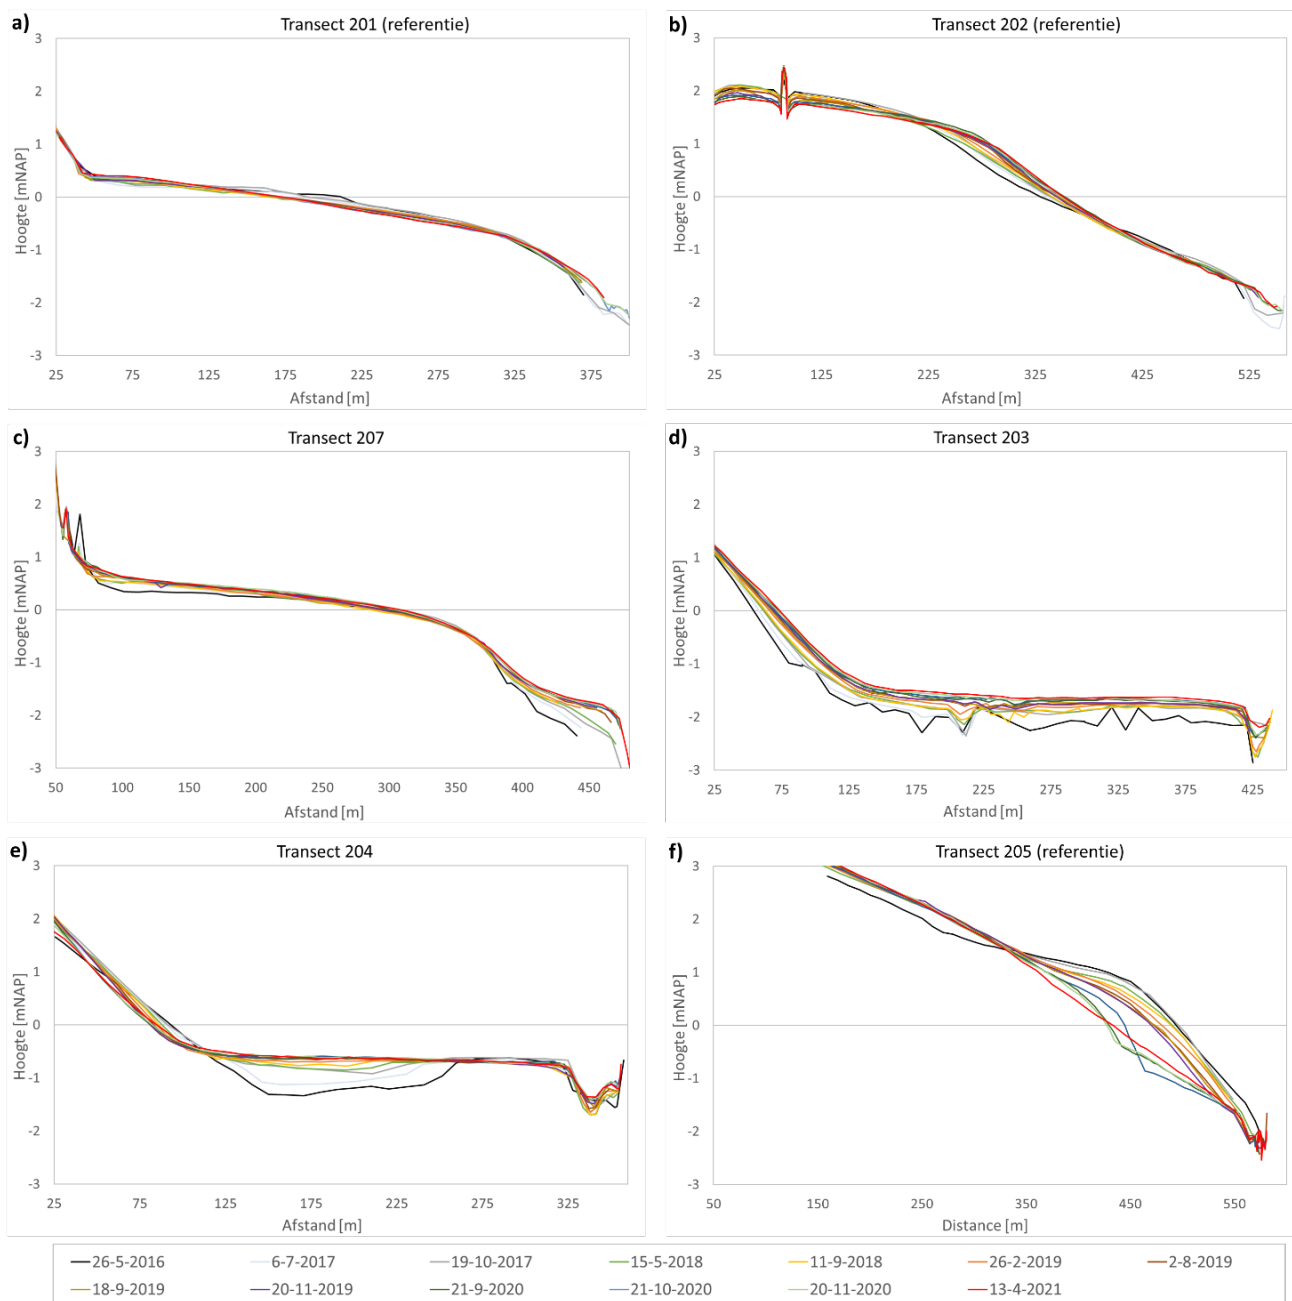 a)
Transect 201 (referentie)
3
2
1
0
-1
-2
-3
Hoogte [mNAP]
25 75 125 175 225 275 325 375
Afstand [m]
b)
Transect 202 (referentie)
3
2
1
0
-1
-2
-3
Hoogte [mNAP]
25 125 225 325 425 525
Afstand [m]
c)
Transect 207
3
2
1
0
-1
-2
-3
Hoogte [mNAP]
50 100 150 200 250 300 350 400 450
Afstand [m]
d)
Transect 203
3
2
1
0
-1
-2
-3
Hoogte [mNAP]
25 75 125 175 225 275 325 375 425
Afstand [m]
e)
Transect 204
3
2
1
0
-1
-2
-3
Hoogte [mNAP]
25 75 125 175 225 275 325
Afstand [m]
f)
Transect 205 (referentie)
3
2
1
0
-1
-2
-3
Hoogte [mNAP]
50 150 250 350 450 550
Distance [m]
26-5-2016 6-7-2017 19-10-2017 15-5-2018 11-9-2018 26-2-2019 2-8-2019
18-9-2019 20-11-2019 21-9-2020 21-10-2020 20-11-2020 13-4-2021